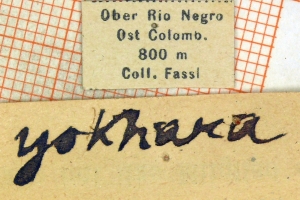 Ober Rio Negro
Ost Colomb.
800 m
Coll. Fassl
yokhara